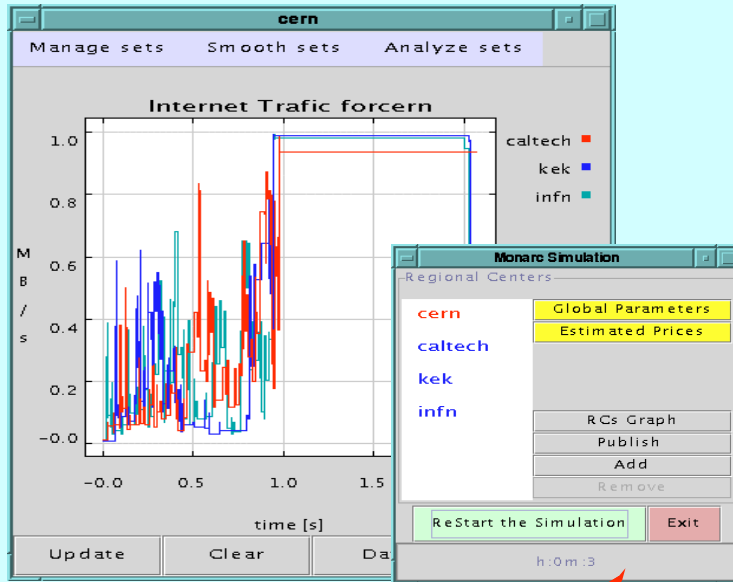 cern
Manage sets Smooth sets Analyze sets
Internet Trafic forcern
caltech
kek
infn
1.0
0.8
0.6
0.4
0.2
-0.0
M
B
/
s
-0.0 0.5 1.0 1.5
time [s]
Update Clear Da
Monarc Simulation
Regional Centers
cern
caltech
kek
infn
Global Parameters
Estimated Prices
RCs Graph
Publish
Add
Remove
ReStart the Simulation Exit
h:0m:3